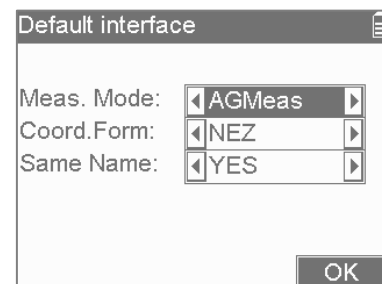 Default interface
Meas. Mode: AGMeas
Coord.Form: NEZ
Same Name: YES
OK